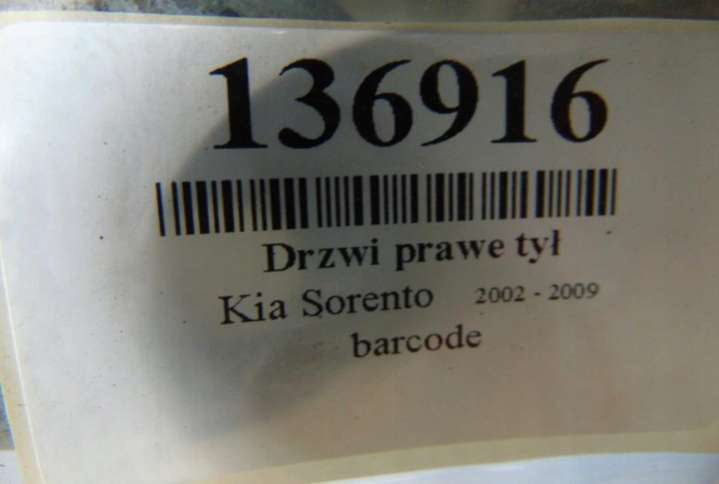 136916
Drzwi prawe tył
Kia Sorento 2002 - 2009
barcode